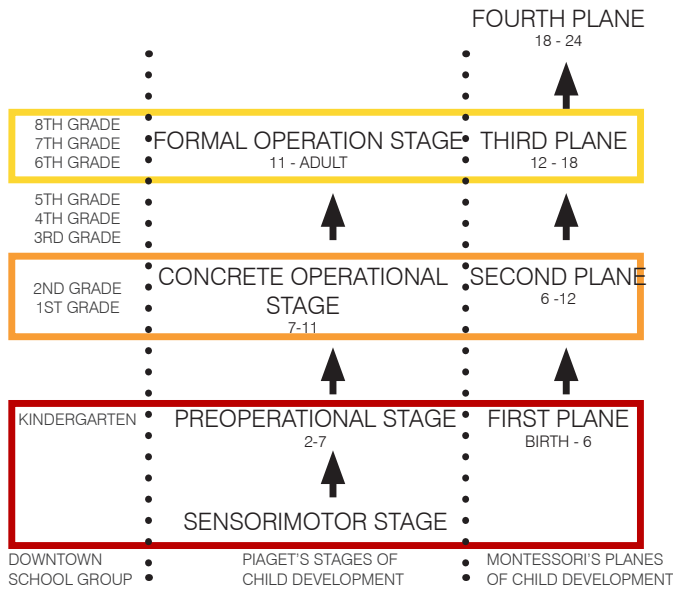 FOURTH PLANE
18 - 24
8TH GRADE
7TH GRADE
6TH GRADE
FORMAL OPERATION STAGE
11 - ADULT
THIRD PLANE
12 - 18
5TH GRADE
4TH GRADE
3RD GRADE
2ND GRADE
1ST GRADE
CONCRETE OPERATIONAL
STAGE
7-11
SECOND PLANE
6 -12
KINDERGARTEN
PREOPERATIONAL STAGE
2-7
FIRST PLANE
BIRTH - 6
SENSORIMOTOR STAGE
DOWNTOWN
SCHOOL GROUP
PIAGET'S STAGES OF
CHILD DEVELOPMENT
MONTESSORI'S PLANES
OF CHILD DEVELOPMENT